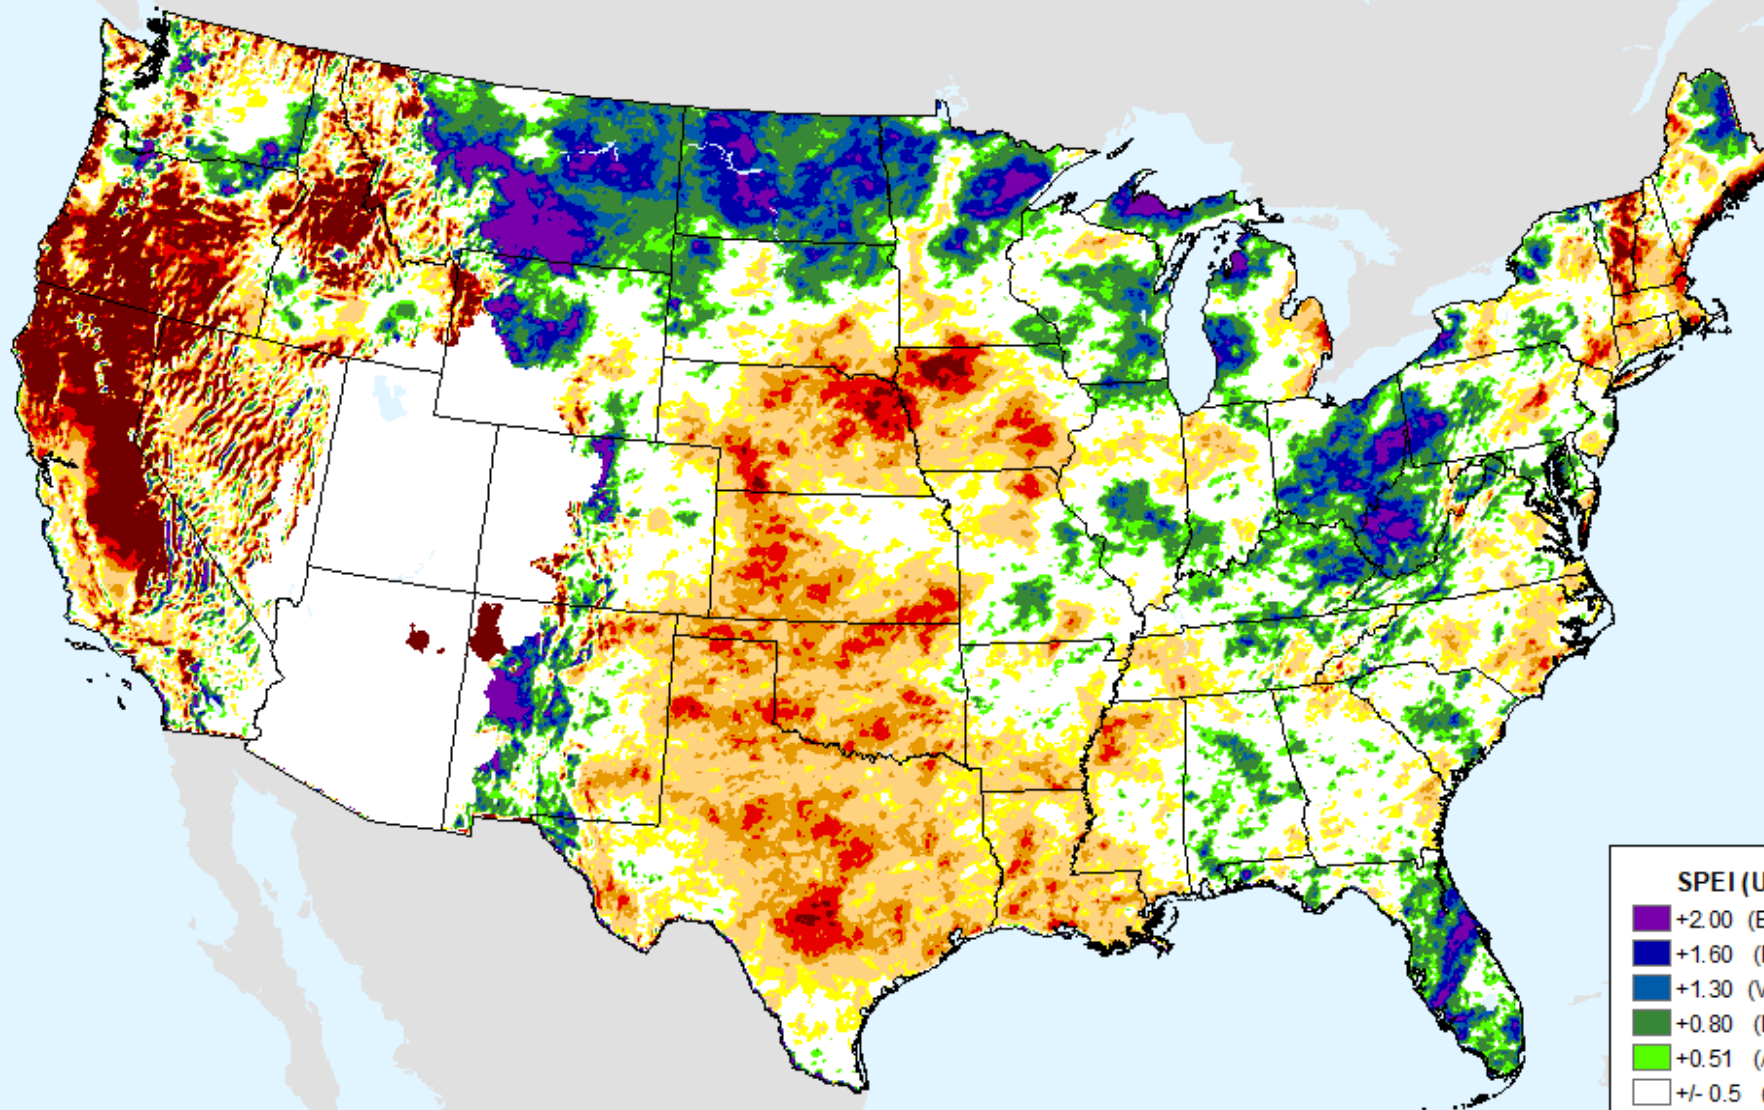 SPEI (U
+2.00 (E
+1.60 (
+1.30 (V
+0.80 (
+0.51 (
+/- 0.5 (